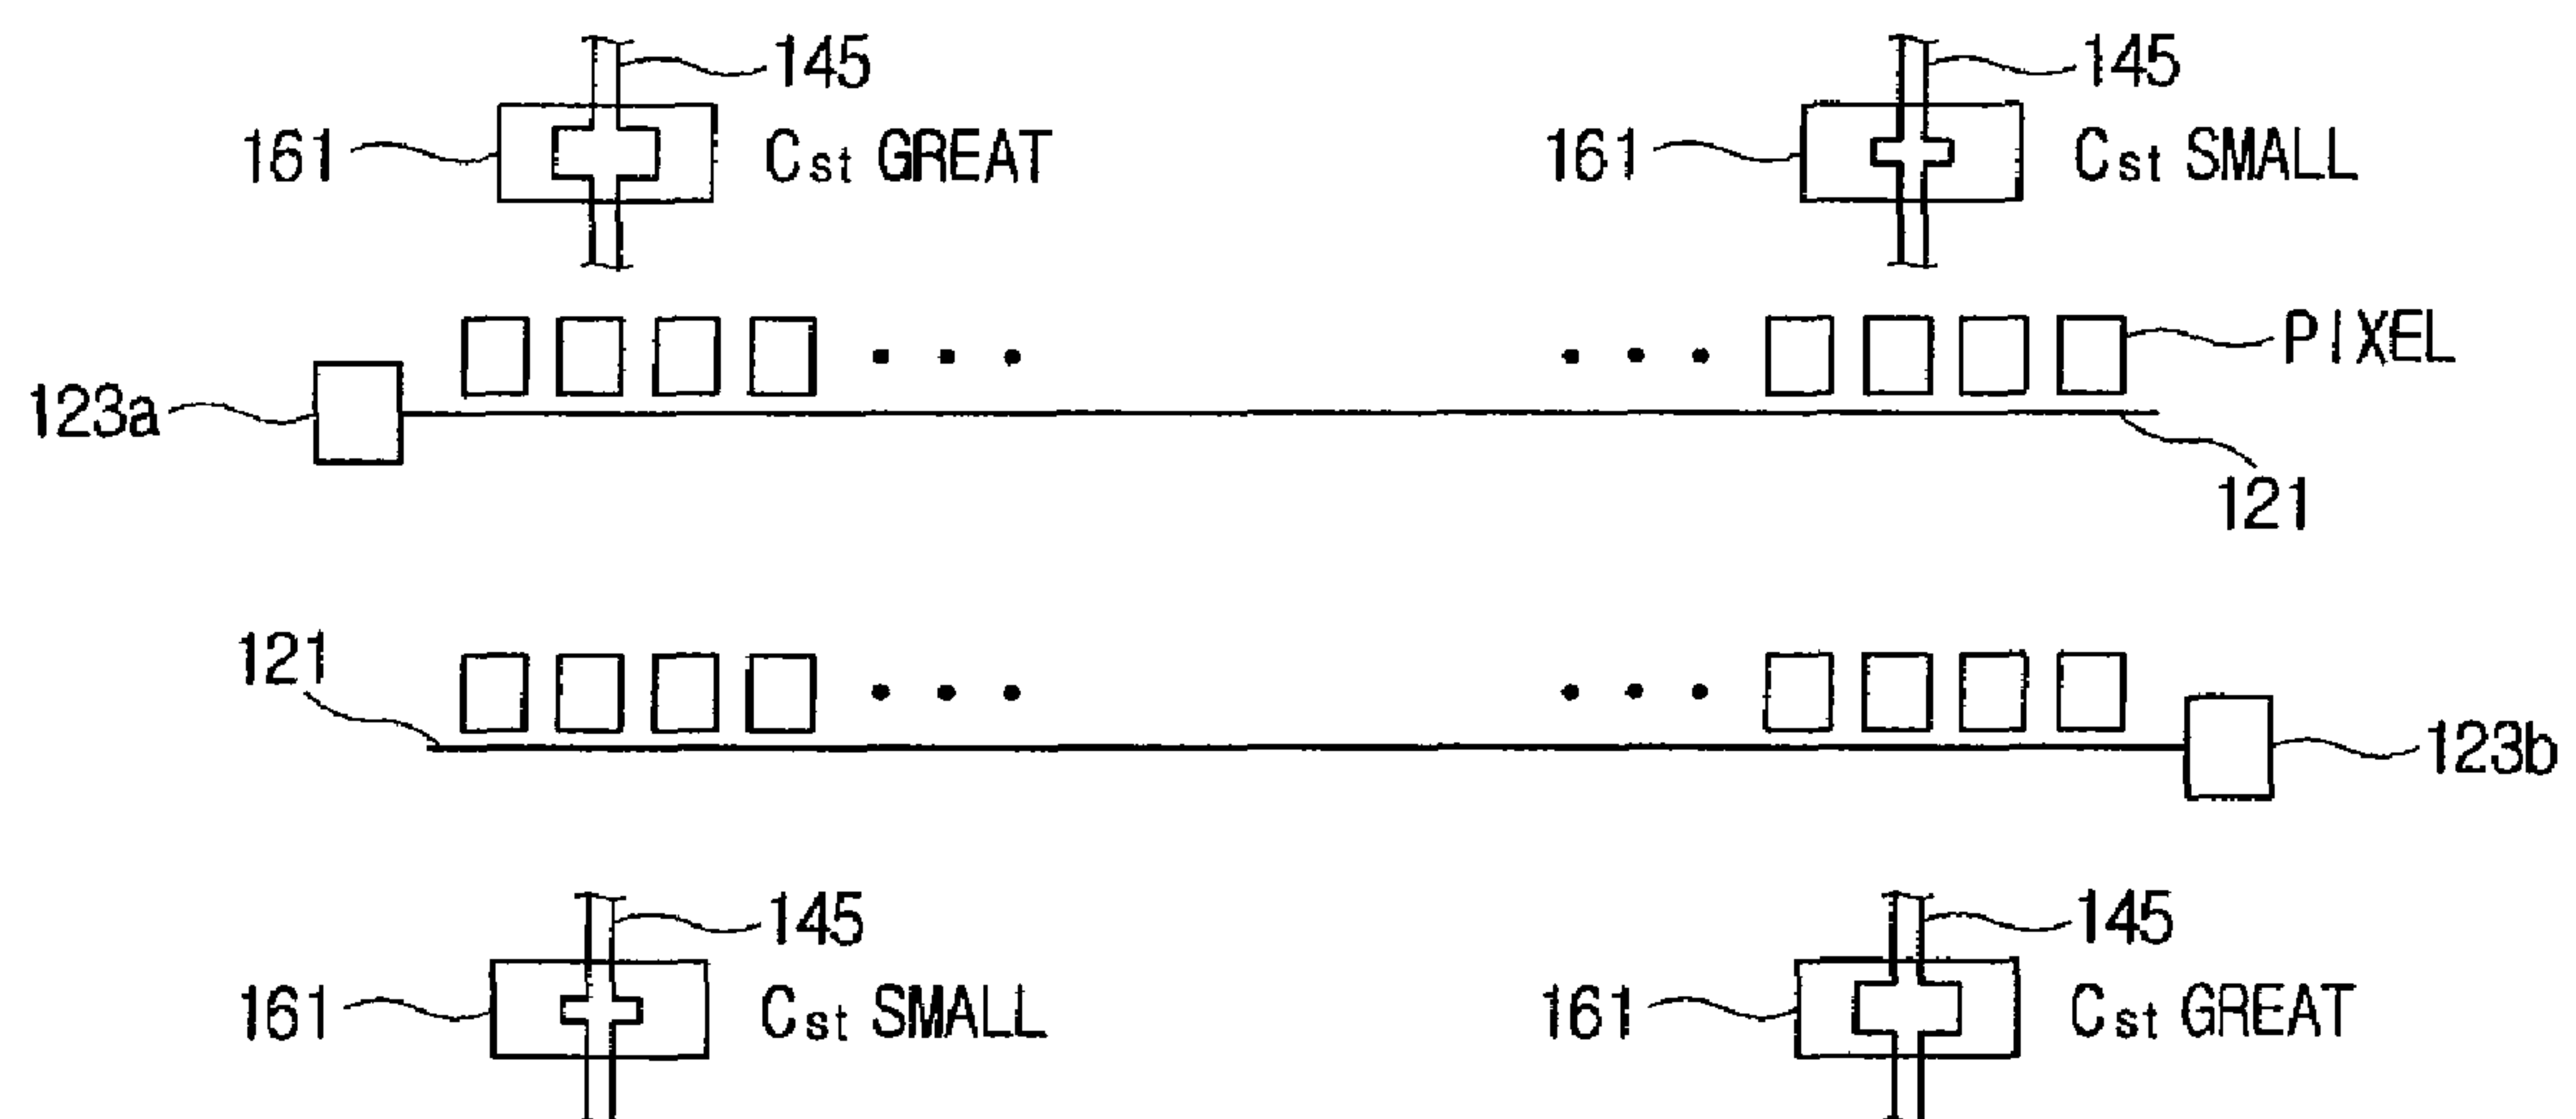 145 145
161 Cst GREAT 161 Cst SMALL
PIXEL
123a
121
121
123b
145 145
161 Cst SMALL 161 Cst GREAT